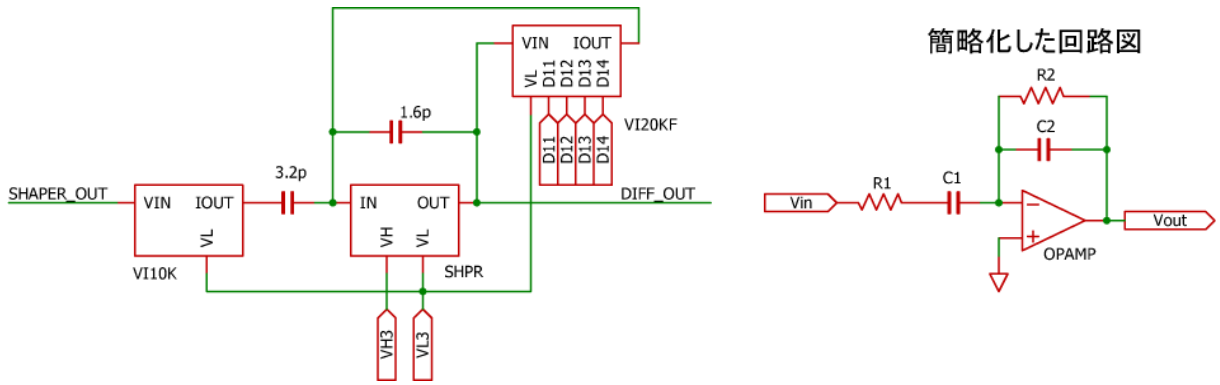 VIN IOUT
VL D11 D12 D13 D14
VI20KF
D11 D12 D13 D14
1.6p
3.2p
SHAPER_OUT
VIN IOUT
VL
VI10K
IN OUT
VH VL
SHPR
DIFF_OUT
VH3
VL3
簡略化した回路図
R2
C2
Vin
R1
C1
−
+
OPAMP
Vout